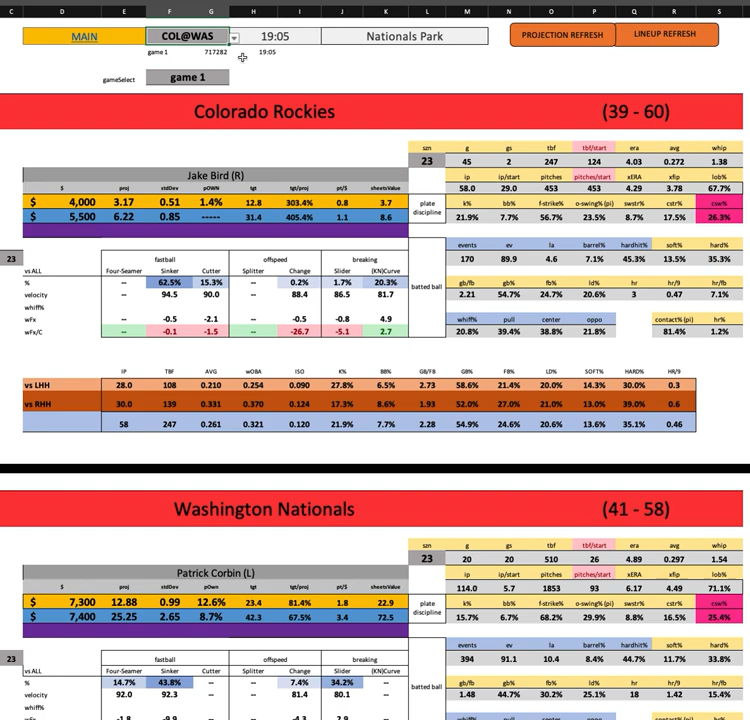 C D E F G H I J K L M N O P Q R S
MAIN COL@WAS 19:05 Nationals Park PROJECTION REFRESH LINEUP REFRESH
game 1 717282 19:05
gameSelect game 1
Colorado Rockies (39 - 60)
szn g gs tbf tbf/start era avg whip
23 45 2 247 124 4.03 0.272 1.38
Jake Bird (R) ip ip/start pitches pitches/start xERA xfip lob%
$ proj stdDev pOWN tgt tgt/proj pt/$ sheetsValue 58.0 29.0 453 453 4.29 3.78 67.7%
$ 4,000 3.17 0.51 1.4% 12.8 303.4% 0.8 3.7 plate discipline k% bb% f-strike% o-swing% (pi) swstr% cstr% csw%
$ 5,500 6.22 0.85 ----- 31.4 405.4% 1.1 8.6 21.9% 7.7% 56.7% 23.5% 8.7% 17.5% 26.3%
events ev la barrel% hardhit% soft% hard%
23 fastball offspeed breaking 170 89.9 4.6 7.1% 45.3% 13.5% 35.3%
vs ALL Four-Seamer Sinker Cutter Splitter Change Slider (KN)Curve batted ball
% -- 62.5% 15.3% -- 0.2% 1.7% 20.3% gb/fb gb% fb% ld% hr hr/9 hr/fb
velocity -- 94.5 90.0 -- 88.4 86.5 81.7 2.21 54.7% 24.7% 20.6% 3 0.47 7.1%
whiff%
wFx -- -0.5 -2.1 -- -0.5 -0.8 4.9 whiff% pull center oppo contact% (pi) hr%
wFx/C -- -0.1 -1.5 -- -26.7 -5.1 2.7 20.8% 39.4% 38.8% 21.8% 81.4% 1.2%
IP TBF AVG wOBA ISO K% BB% GB/FB GB% FB% LD% SOFT% HARD% HR/9
vs LHH 28.0 108 0.210 0.254 0.090 27.8% 6.5% 2.73 58.6% 21.4% 20.0% 14.3% 30.0% 0.3
vs RHH 30.0 139 0.331 0.370 0.124 17.3% 8.6% 1.93 52.0% 27.0% 21.0% 13.0% 39.0% 0.6
58 247 0.261 0.321 0.120 21.9% 7.7% 2.28 54.9% 24.6% 20.6% 13.6% 35.1% 0.46
Washington Nationals (41 - 58)
szn g gs tbf tbf/start era avg whip
23 20 20 510 26 4.89 0.297 1.54
Patrick Corbin (L) ip ip/start pitches pitches/start xERA xfip lob%
$ proj stdDev pOwn tgt tgt/proj pt/$ sheetsValue 114.0 5.7 1853 93 6.17 4.49 71.1%
$ 7,300 12.88 0.99 12.6% 23.4 81.4% 1.8 22.9 plate discipline k% bb% f-strike% o-swing% (pi) swstr% cstr% csw%
$ 7,400 25.25 2.65 8.7% 42.3 67.5% 3.4 72.5 15.7% 6.7% 68.2% 29.9% 8.8% 16.5% 25.4%
events ev la barrel% hardhit% soft% hard%
23 fastball offspeed breaking 394 91.1 10.4 8.4% 44.7% 11.7% 33.8%
vs ALL Four-Seamer Sinker Cutter Splitter Change Slider (KN)Curve batted ball
% 14.7% 43.8% -- -- 7.4% 34.2% -- gb/fb gb% fb% ld% hr hr/9 hr/fb
velocity 92.0 92.3 -- -- 81.4 80.1 -- 1.48 44.7% 30.2% 25.1% 18 1.42 15.4%
whiff%